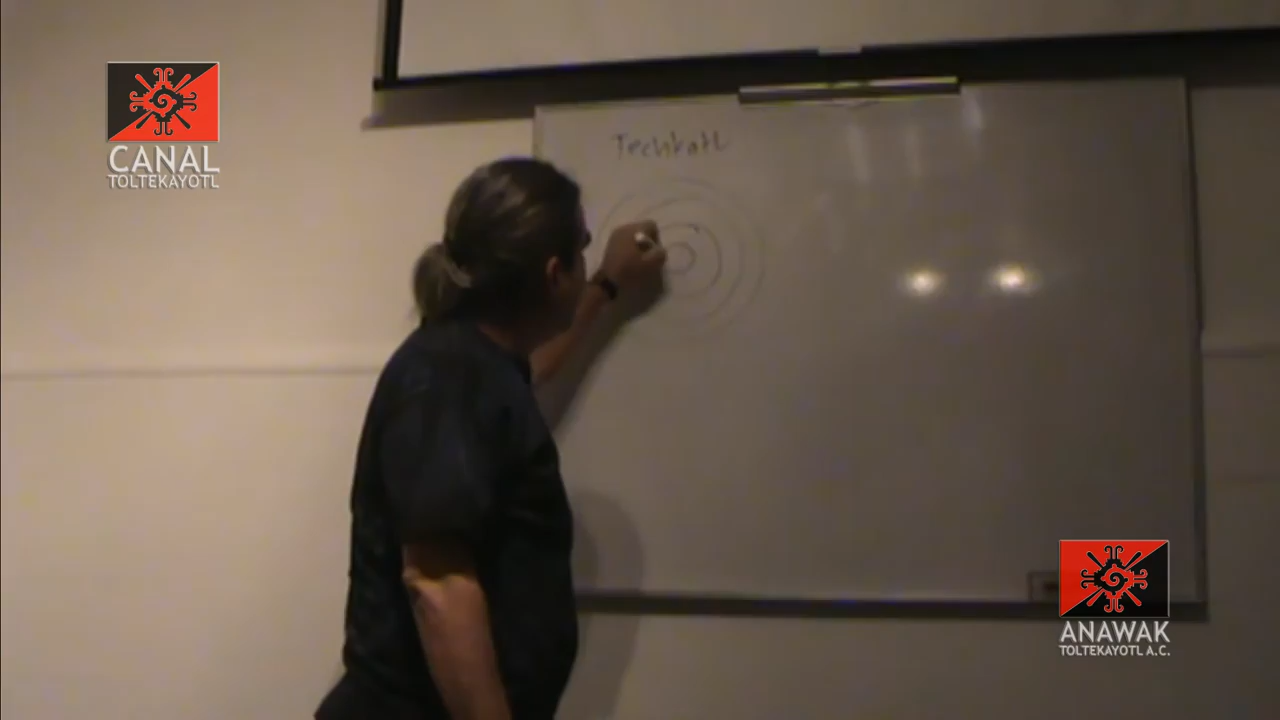 CANAL
TOLTEKAYOTL
Techkatl
ANAWAK
TOLTEKAYOTL A.C.